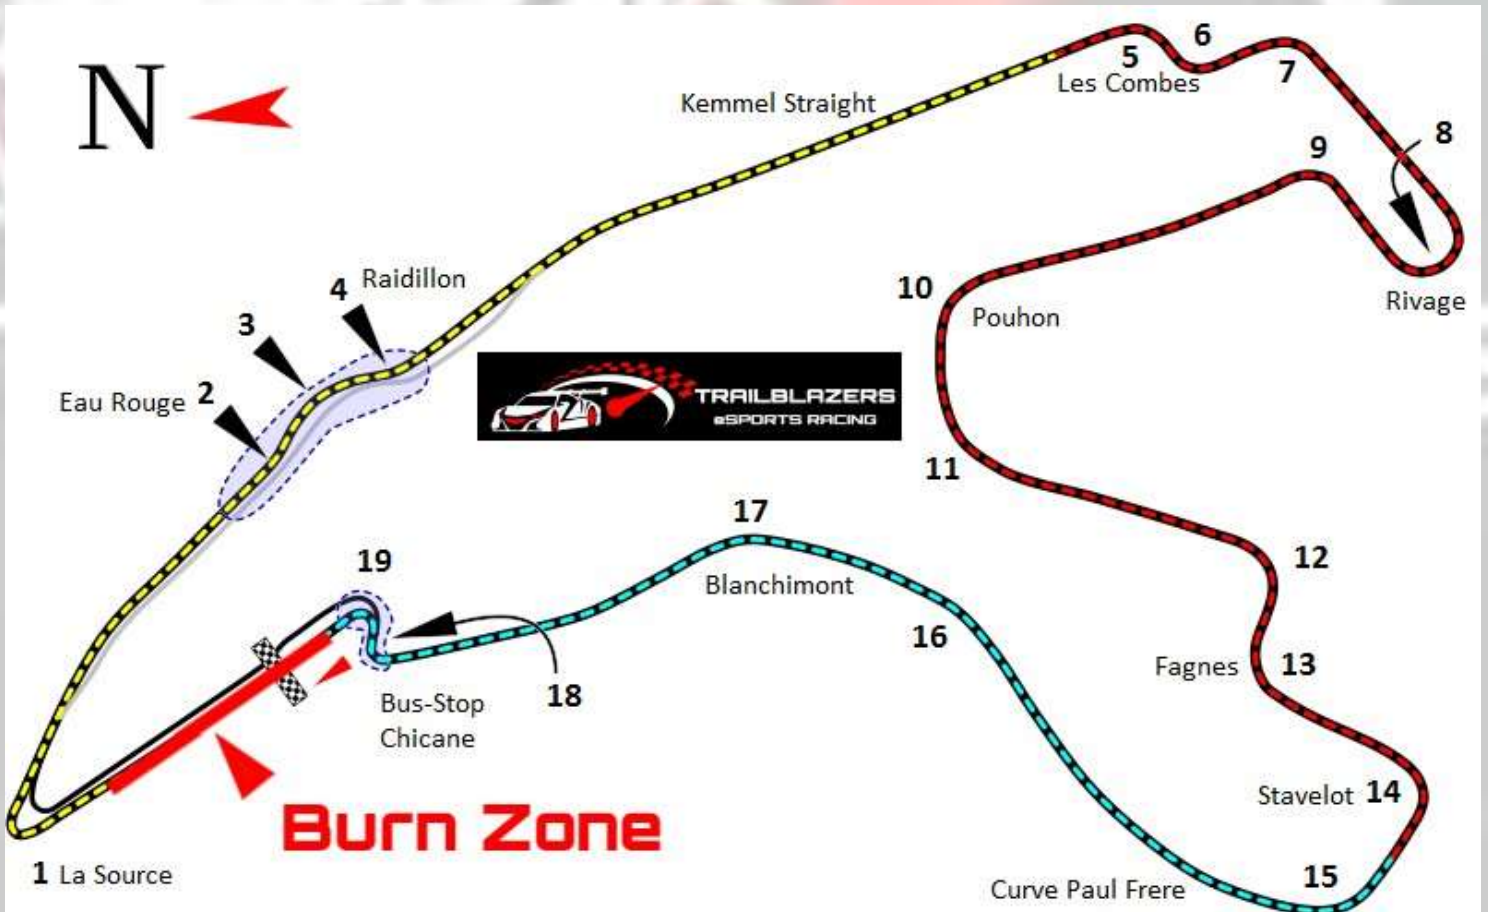 N
Kemmel Straight
5
6
7
Les Combes
8
9
Rivage
4 Raidillon
3
Eau Rouge 2
10
Pouhon
TRAILBLAZERS
eSPORTS RACING
11
12
17
Blanchimont
19
16
Fagnes 13
18
Bus-Stop
Chicane
Stavelot 14
Burn Zone
1 La Source
15
Curve Paul Frere